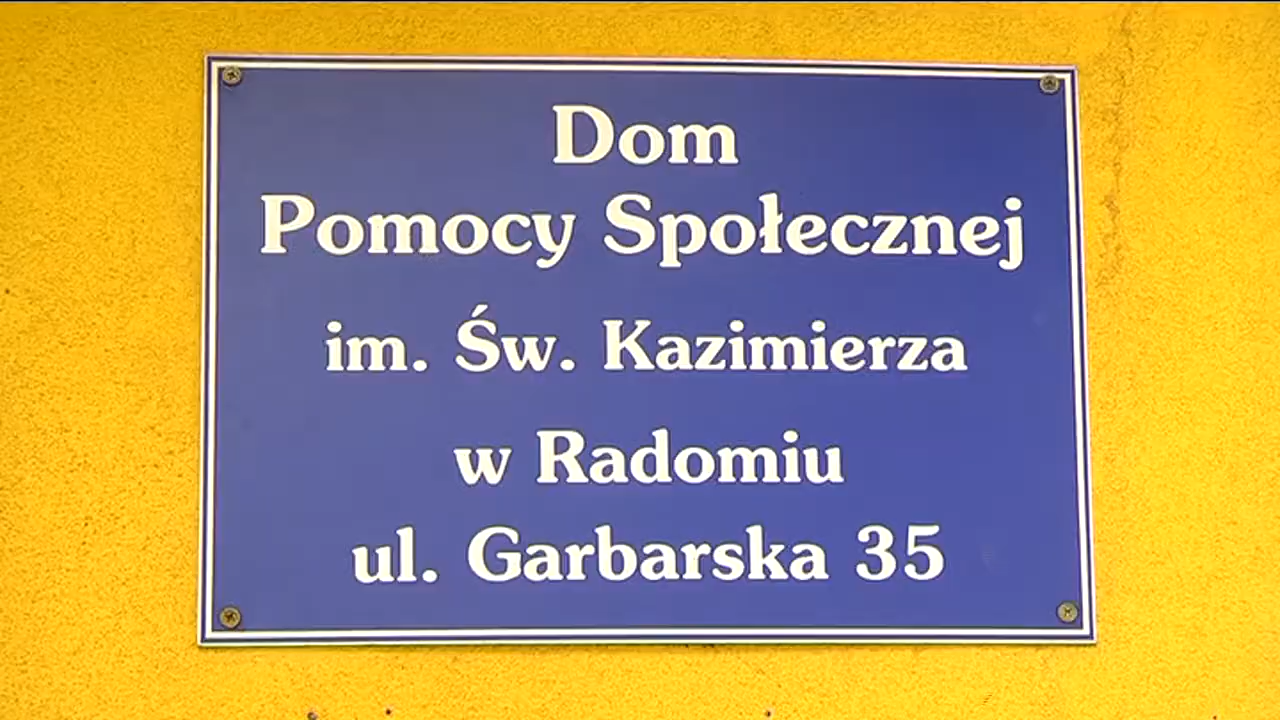 Dom
Pomocy Społecznej
im. Św. Kazimierza
w Radomiu
ul. Garbarska 35